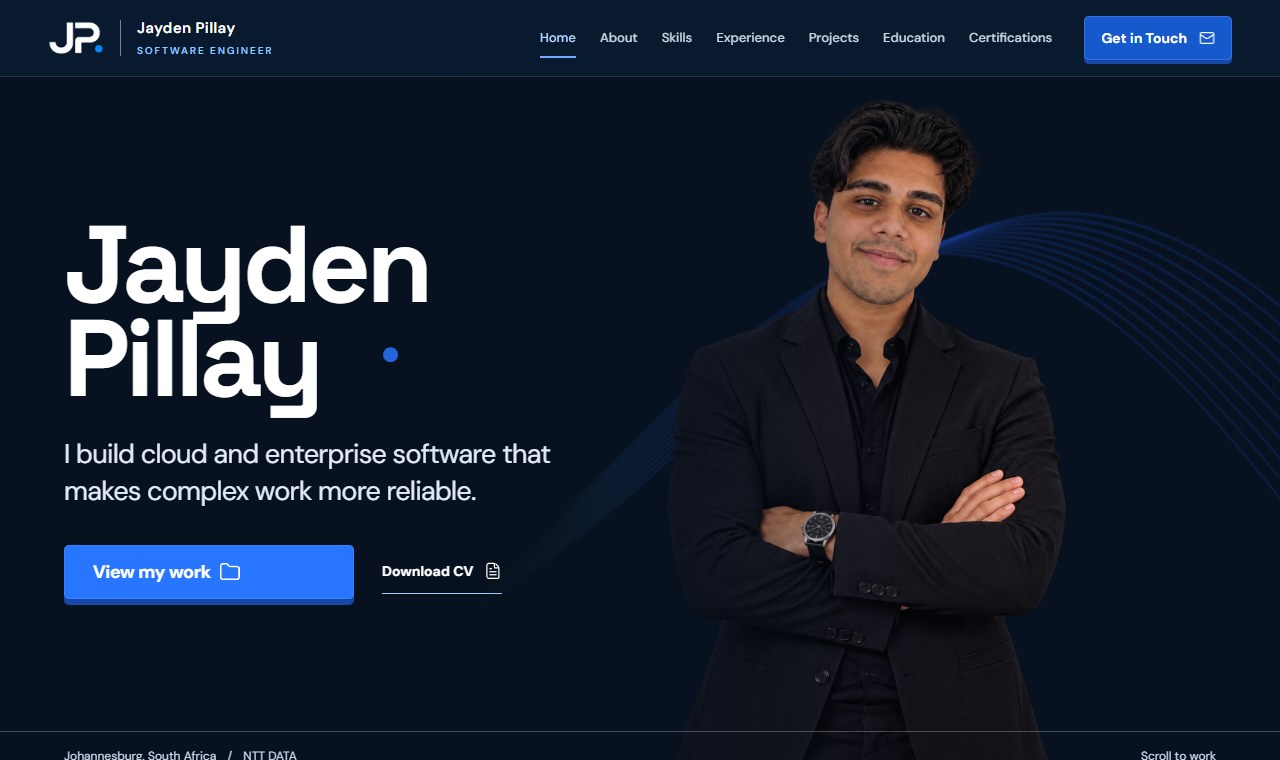 JP.
Jayden Pillay
SOFTWARE ENGINEER
Home About Skills Experience Projects Education Certifications
Get in Touch
Jayden
Pillay
I build cloud and enterprise software that
makes complex work more reliable.
View my work
Download CV
Johannesburg, South Africa / NTT DATA
Scroll to work